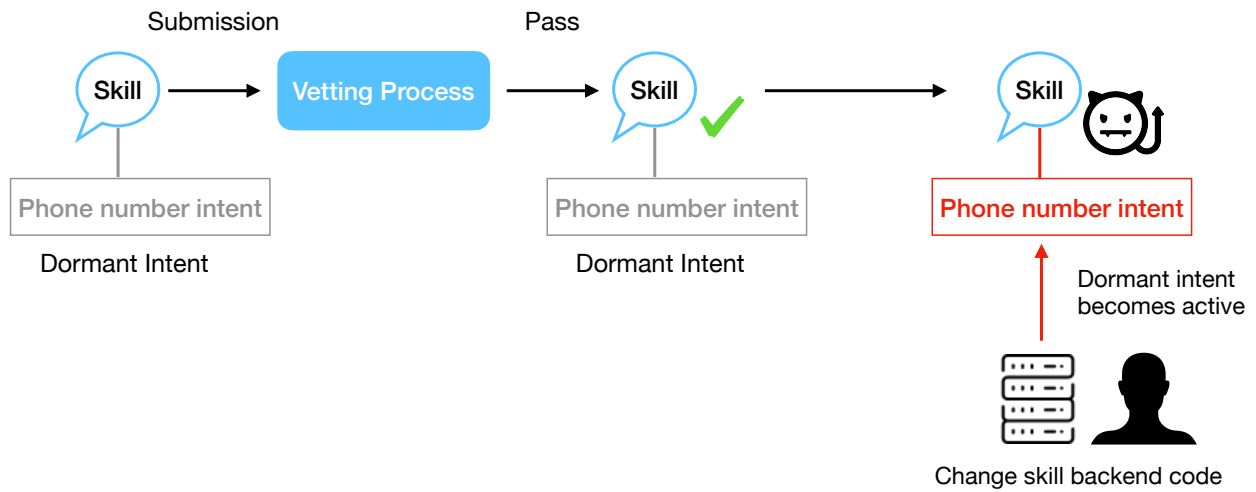 Submission
Pass
Skill
Vetting Process
Skill
Skill
Phone number intent
Phone number intent
Phone number intent
Dormant Intent
Dormant Intent
Dormant intent
becomes active
Change skill backend code